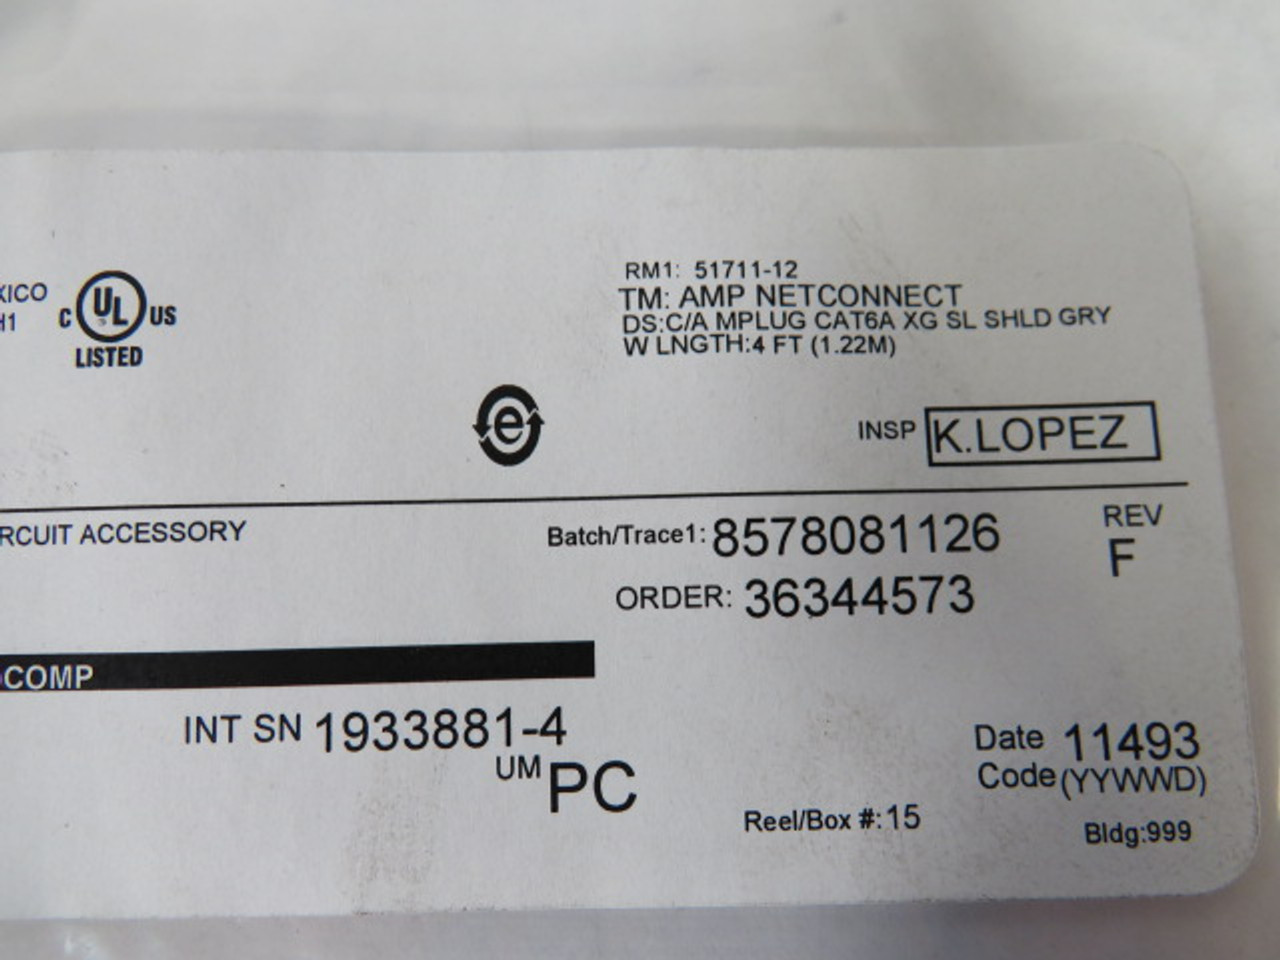 RM1: 51711-12
TM: AMP NETCONNECT
DS:C/A MPLUG CAT6A XG SL SHLD GRY
W LNGTH:4 FT (1.22M)
XICO
H1
C UL US
LISTED
e
INSP K.LOPEZ
RCUIT ACCESSORY
Batch/Trace1: 8578081126
REV
F
ORDER: 36344573
COMP
INT SN 1933881-4
UM PC
Date 11493
Code (YYWWD)
Reel/Box #: 15
Bldg:999